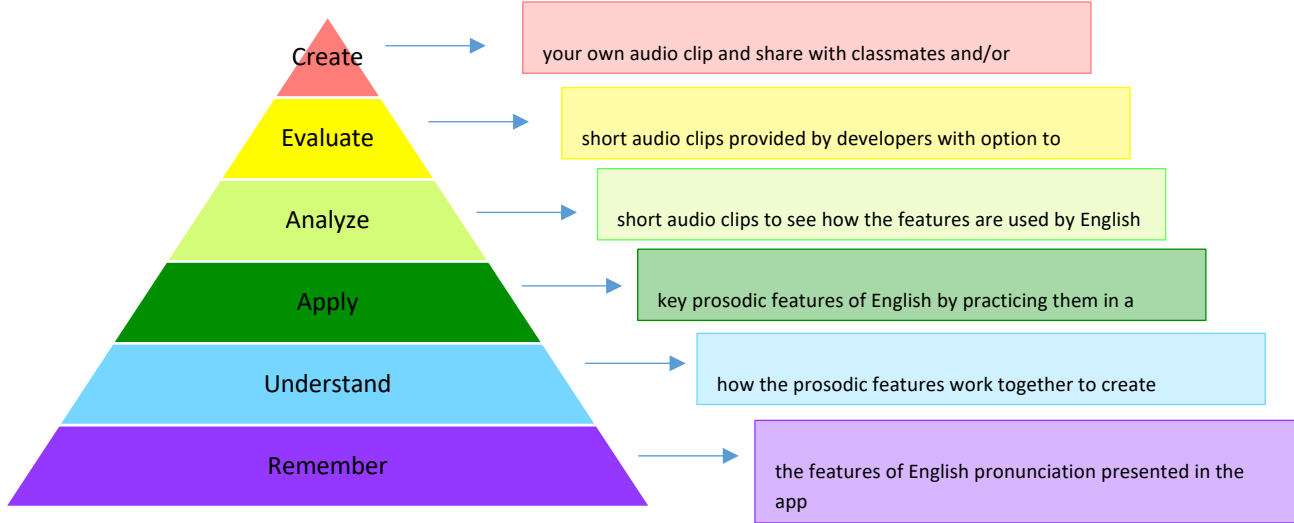 Create
your own audio clip and share with classmates and/or
Evaluate
short audio clips provided by developers with option to
Analyze
short audio clips to see how the features are used by English
Apply
key prosodic features of English by practicing them in a
Understand
how the prosodic features work together to create
Remember
the features of English pronunciation presented in the
app